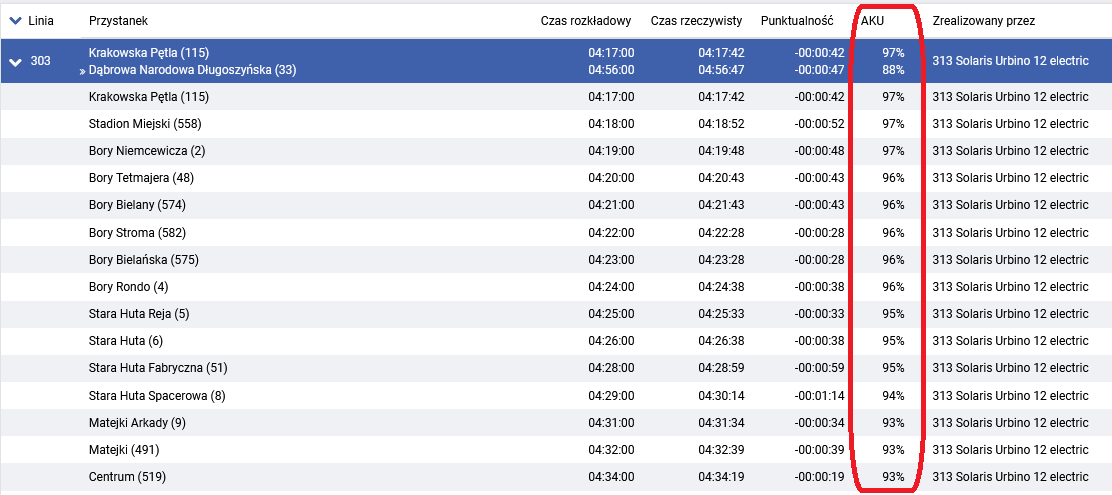 Linia Przystanek Czas rozkładowy Czas rzeczywisty Punktualność AKU Zrealizowany przez
303 Krakowska Pętla (115) 04:17:00 04:17:42 -00:00:42 97% 313 Solaris Urbino 12 electric
» Dąbrowa Narodowa Długoszyńska (33) 04:56:00 04:56:47 -00:00:47 88%
Krakowska Pętla (115) 04:17:00 04:17:42 -00:00:42 97% 313 Solaris Urbino 12 electric
Stadion Miejski (558) 04:18:00 04:18:52 -00:00:52 97% 313 Solaris Urbino 12 electric
Bory Niemcewicza (2) 04:19:00 04:19:48 -00:00:48 97% 313 Solaris Urbino 12 electric
Bory Tetmajera (48) 04:20:00 04:20:43 -00:00:43 96% 313 Solaris Urbino 12 electric
Bory Bielany (574) 04:21:00 04:21:43 -00:00:43 96% 313 Solaris Urbino 12 electric
Bory Stroma (582) 04:22:00 04:22:28 -00:00:28 96% 313 Solaris Urbino 12 electric
Bory Bielańska (575) 04:23:00 04:23:28 -00:00:28 96% 313 Solaris Urbino 12 electric
Bory Rondo (4) 04:24:00 04:24:38 -00:00:38 96% 313 Solaris Urbino 12 electric
Stara Huta Reja (5) 04:25:00 04:25:33 -00:00:33 95% 313 Solaris Urbino 12 electric
Stara Huta (6) 04:26:00 04:26:38 -00:00:38 95% 313 Solaris Urbino 12 electric
Stara Huta Fabryczna (51) 04:28:00 04:28:59 -00:00:59 95% 313 Solaris Urbino 12 electric
Stara Huta Spacerowa (8) 04:29:00 04:30:14 -00:01:14 94% 313 Solaris Urbino 12 electric
Matejki Arkady (9) 04:31:00 04:31:34 -00:00:34 93% 313 Solaris Urbino 12 electric
Matejki (491) 04:32:00 04:32:39 -00:00:39 93% 313 Solaris Urbino 12 electric
Centrum (519) 04:34:00 04:34:19 -00:00:19 93% 313 Solaris Urbino 12 electric